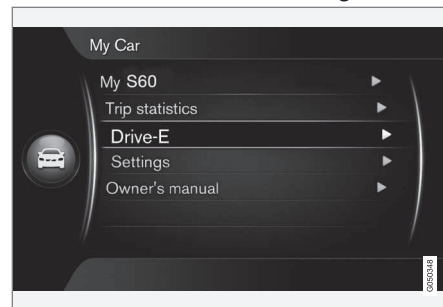 My Car
My S60
Trip statistics
Drive-E
Settings
Owner's manual
G050348